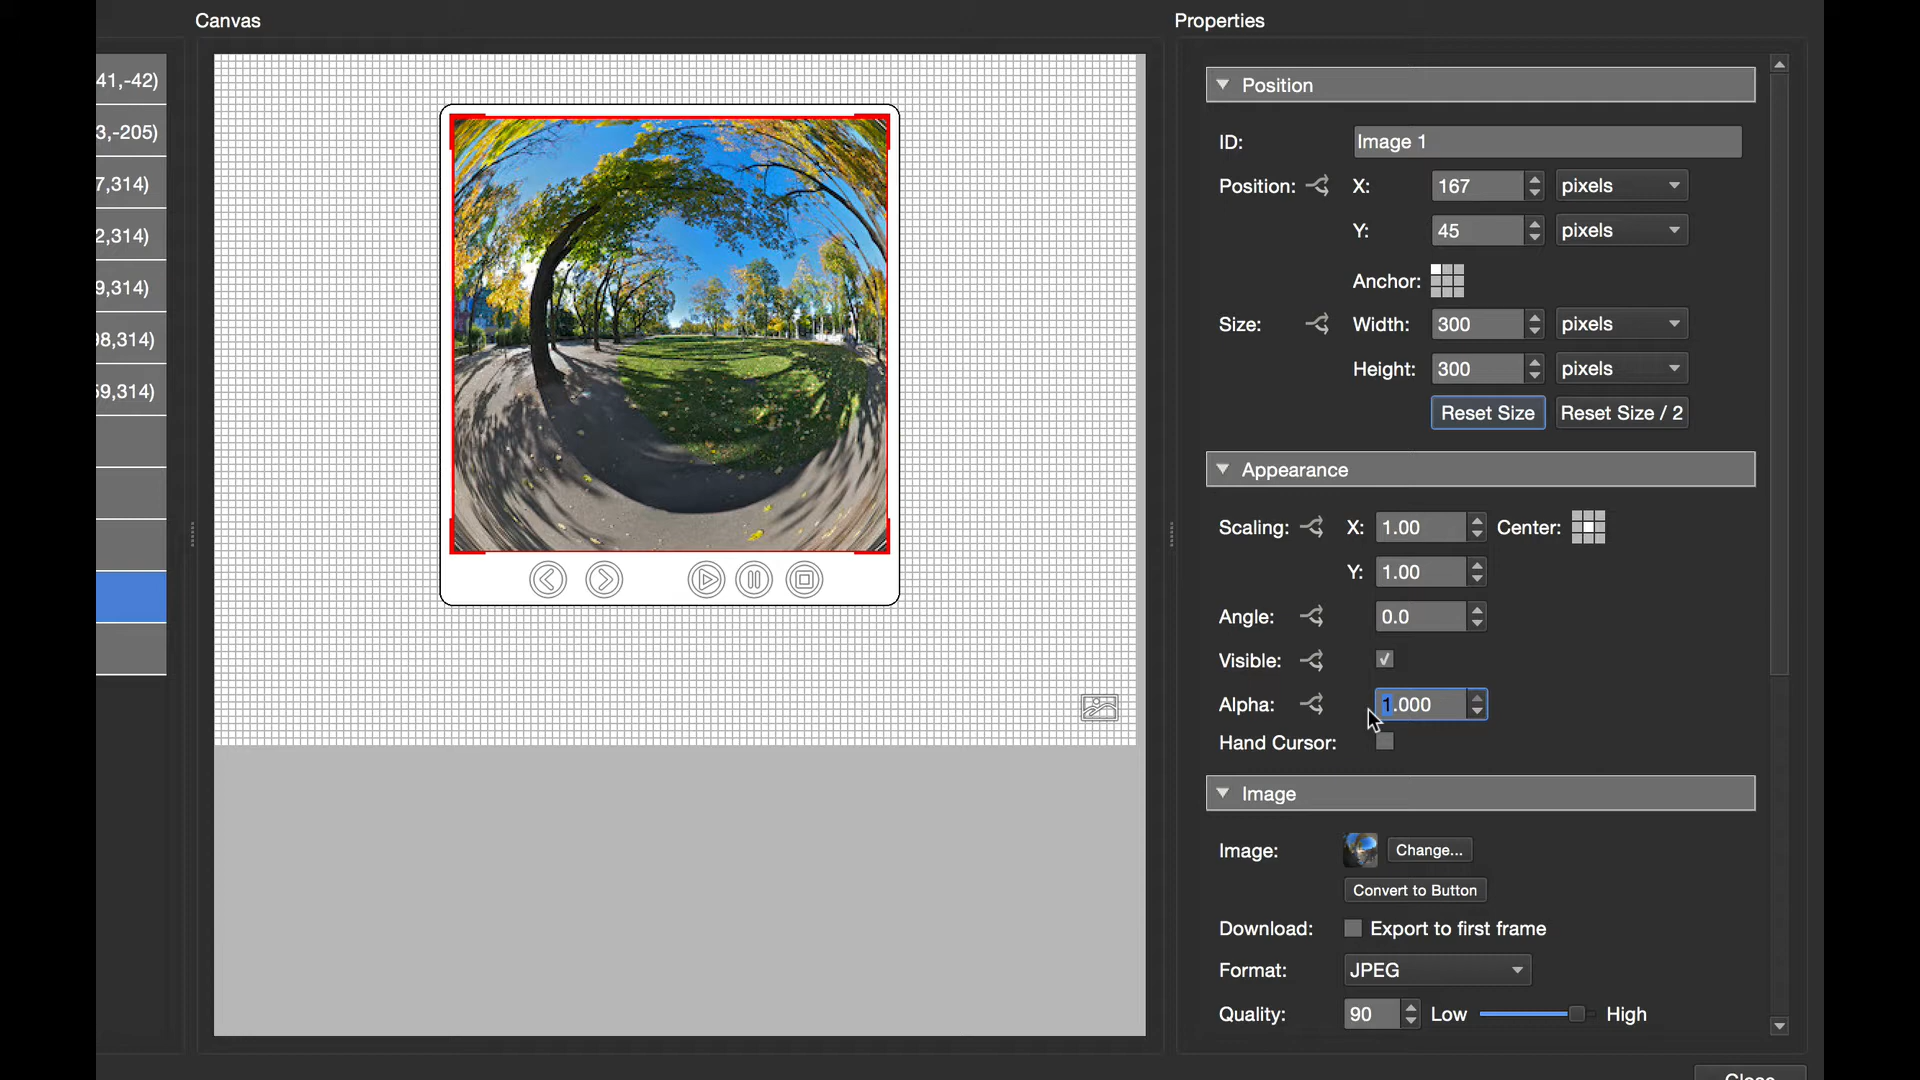 Canvas
Properties
41,-42)
3,-205)
7,314)
2,314)
9,314)
98,314)
59,314)
Position
ID: Image 1
Position: X: 167 pixels
Y: 45 pixels
Anchor:
Size: Width: 300 pixels
Height: 300 pixels
Reset Size Reset Size / 2
Appearance
Scaling: X: 1.00 Center:
Y: 1.00
Angle: 0.0
Visible:
Alpha: 1.000
Hand Cursor:
Image
Image: Change...
Convert to Button
Download: Export to first frame
Format: JPEG
Quality: 90 Low High
Close